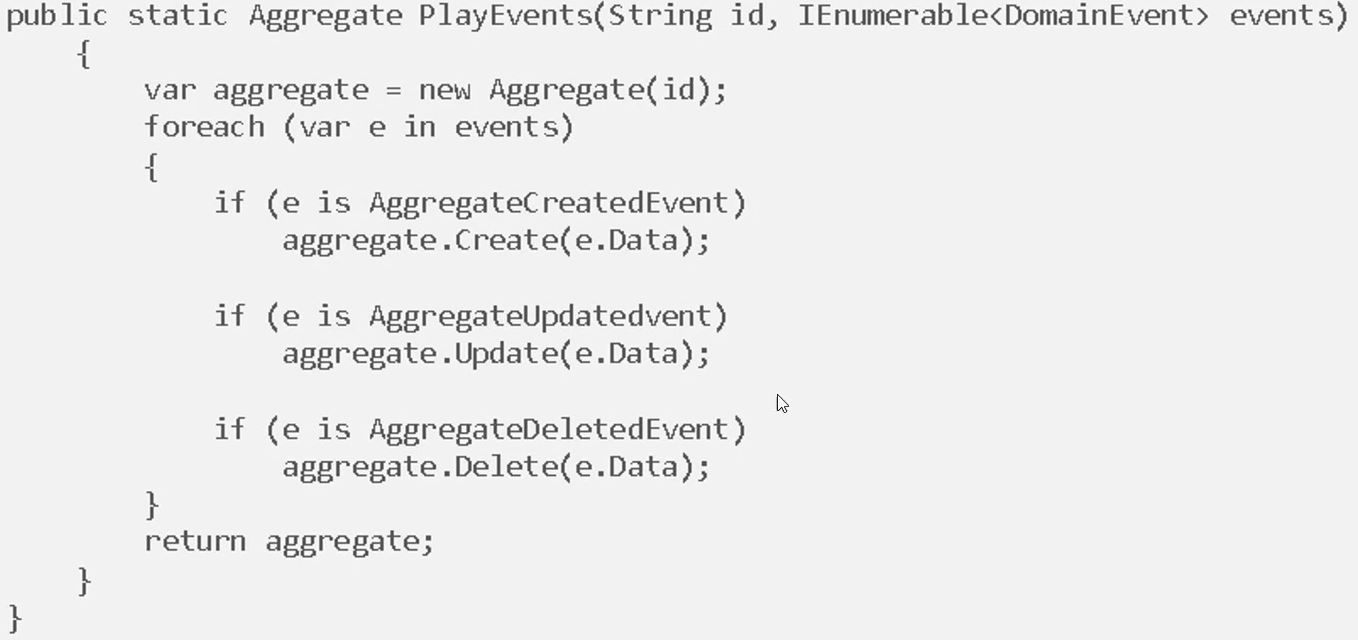 public static Aggregate PlayEvents(String id, IEnumerable<DomainEvent> events)
{
var aggregate = new Aggregate(id);
foreach (var e in events)
{
if (e is AggregateCreatedEvent)
aggregate.Create(e.Data);
if (e is AggregateUpdatedvent)
aggregate.Update(e.Data);
if (e is AggregateDeletedEvent)
aggregate.Delete(e.Data);
}
return aggregate;
}
}